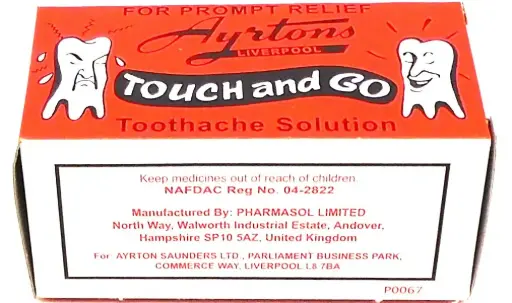 FOR PROMPT RELIEF
Ayrtons
LIVERPOOL
TOUCH and GO
Toothache Solution
Keep medicines out of reach of children.
NAFDAC Reg No. 04-2822
Manufactured By: PHARMASOL LIMITED
North Way, Walworth Industrial Estate, Andover,
Hampshire SP10 5AZ, United Kingdom
For AYRTON SAUNDERS LTD., PARLIAMENT BUSINESS PARK,
COMMERCE WAY, LIVERPOOL L8 7BA
P0067